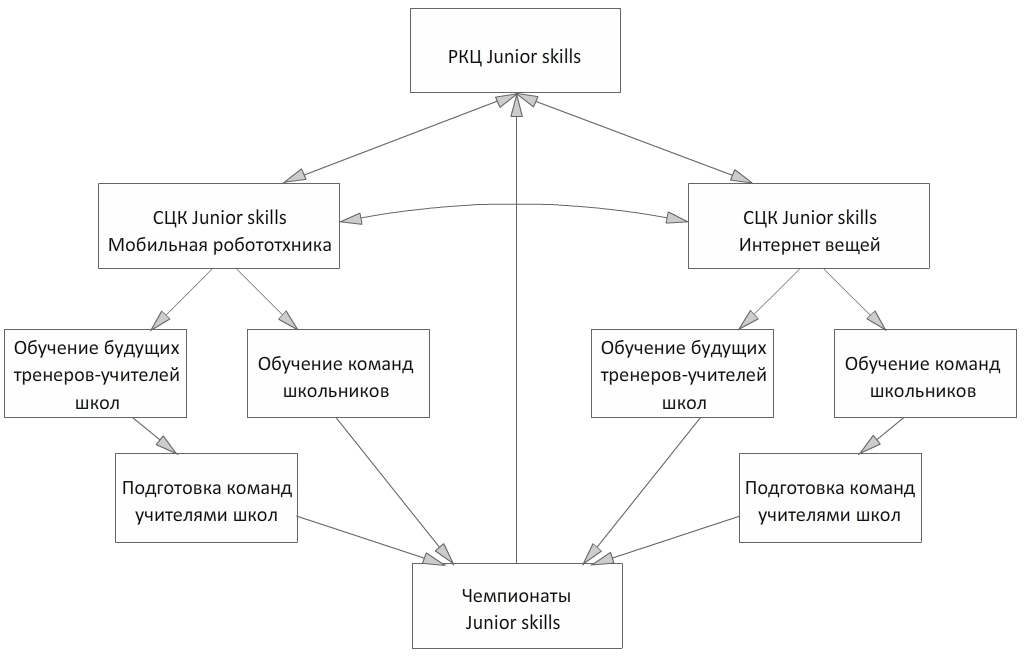 РКЦ Junior skills
СЦК Junior skills
Мобильная робототхника
СЦК Junior skills
Интернет вещей
Обучение будущих
тренеров-учителей
школ
Обучение команд
школьников
Обучение будущих
тренеров-учителей
школ
Обучение команд
школьников
Подготовка команд
учителями школ
Подготовка команд
учителями школ
Чемпионаты
Junior skills